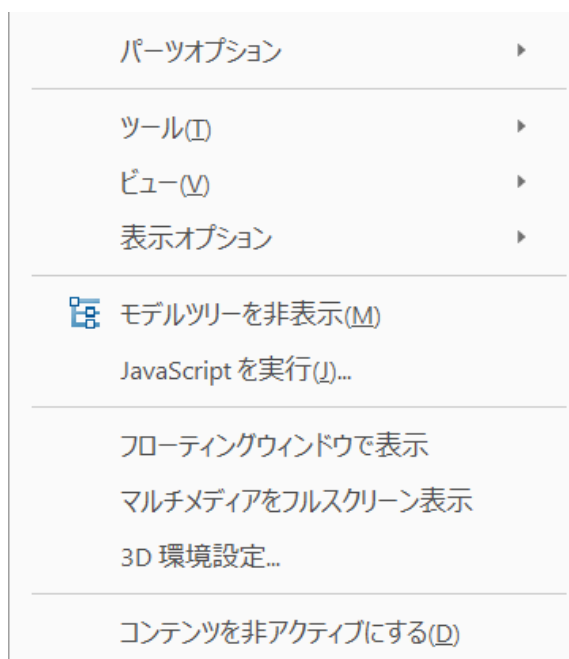 パーツオプション
ツール(T)
ビュー(V)
表示オプション
モデルツリーを非表示(M)
JavaScript を実行(J)...
フローティングウィンドウで表示
マルチメディアをフルスクリーン表示
3D 環境設定...
コンテンツを非アクティブにする(D)